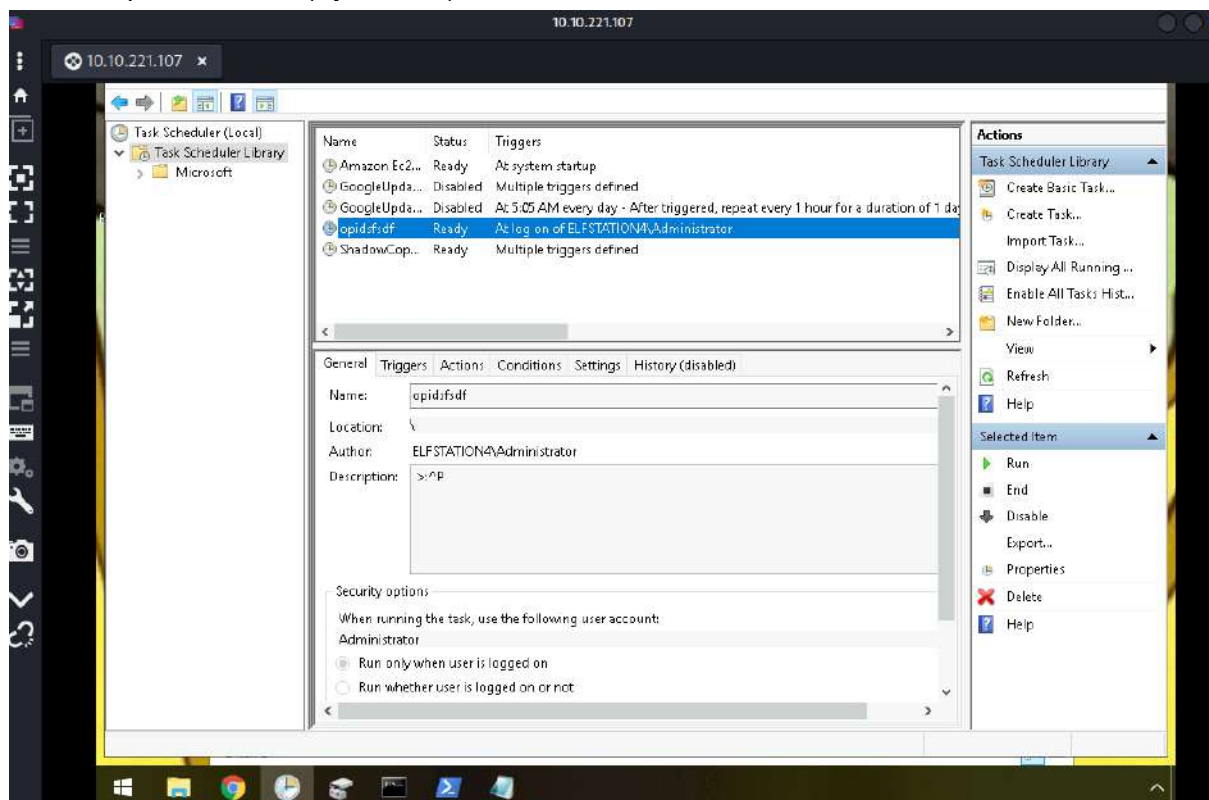 10.10.221.107
10.10.221.107 ×
Task Scheduler (Local)
Task Scheduler Library
Microsoft
Name Status Triggers
Amazon Ec2... Ready At system startup
GoogleUpda... Disabled Multiple triggers defined
GoogleUpda... Disabled At 5:05 AM every day - After triggered, repeat every 1 hour for a duration of 1 da
opidsfsdf Ready At log on of ELFSTATION4\Administrator
ShadowCop... Ready Multiple triggers defined
General Triggers Actions Conditions Settings History (disabled)
Name: opidsfsdf
Location: \
Author: ELFSTATION4\Administrator
Description: >:^P
Security options
When running the task, use the following user account:
Administrator
Run only when user is logged on
Run whether user is logged on or not
Actions
Task Scheduler Library
Create Basic Task...
Create Task...
Import Task...
Display All Running ...
Enable All Tasks Hist...
New Folder...
View
Refresh
Help
Selected Item
Run
End
Disable
Export...
Properties
Delete
Help